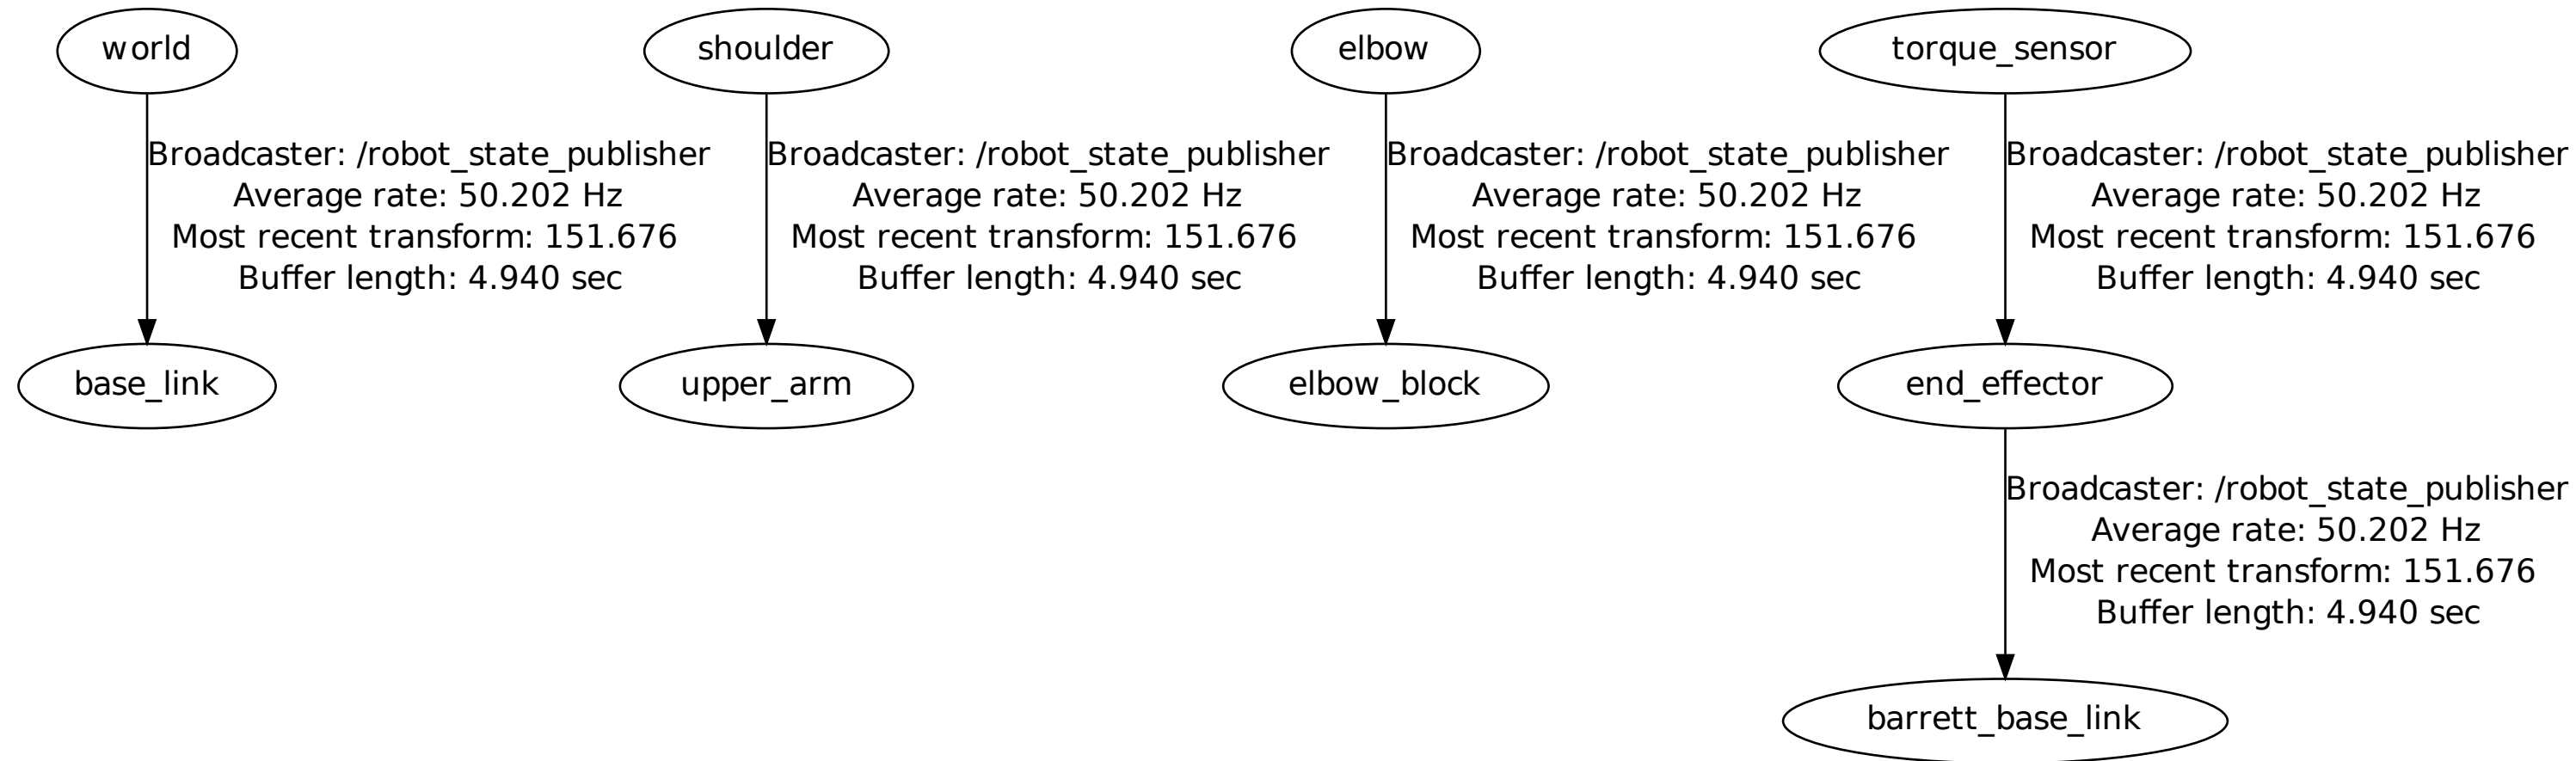 world
shoulder
elbow
torque_sensor
Broadcaster: /robot_state_publisher
Average rate: 50.202 Hz
Most recent transform: 151.676
Buffer length: 4.940 sec
Broadcaster: /robot_state_publisher
Average rate: 50.202 Hz
Most recent transform: 151.676
Buffer length: 4.940 sec
Broadcaster: /robot_state_publisher
Average rate: 50.202 Hz
Most recent transform: 151.676
Buffer length: 4.940 sec
Broadcaster: /robot_state_publisher
Average rate: 50.202 Hz
Most recent transform: 151.676
Buffer length: 4.940 sec
base_link
upper_arm
elbow_block
end_effector
Broadcaster: /robot_state_publisher
Average rate: 50.202 Hz
Most recent transform: 151.676
Buffer length: 4.940 sec
barrett_base_link